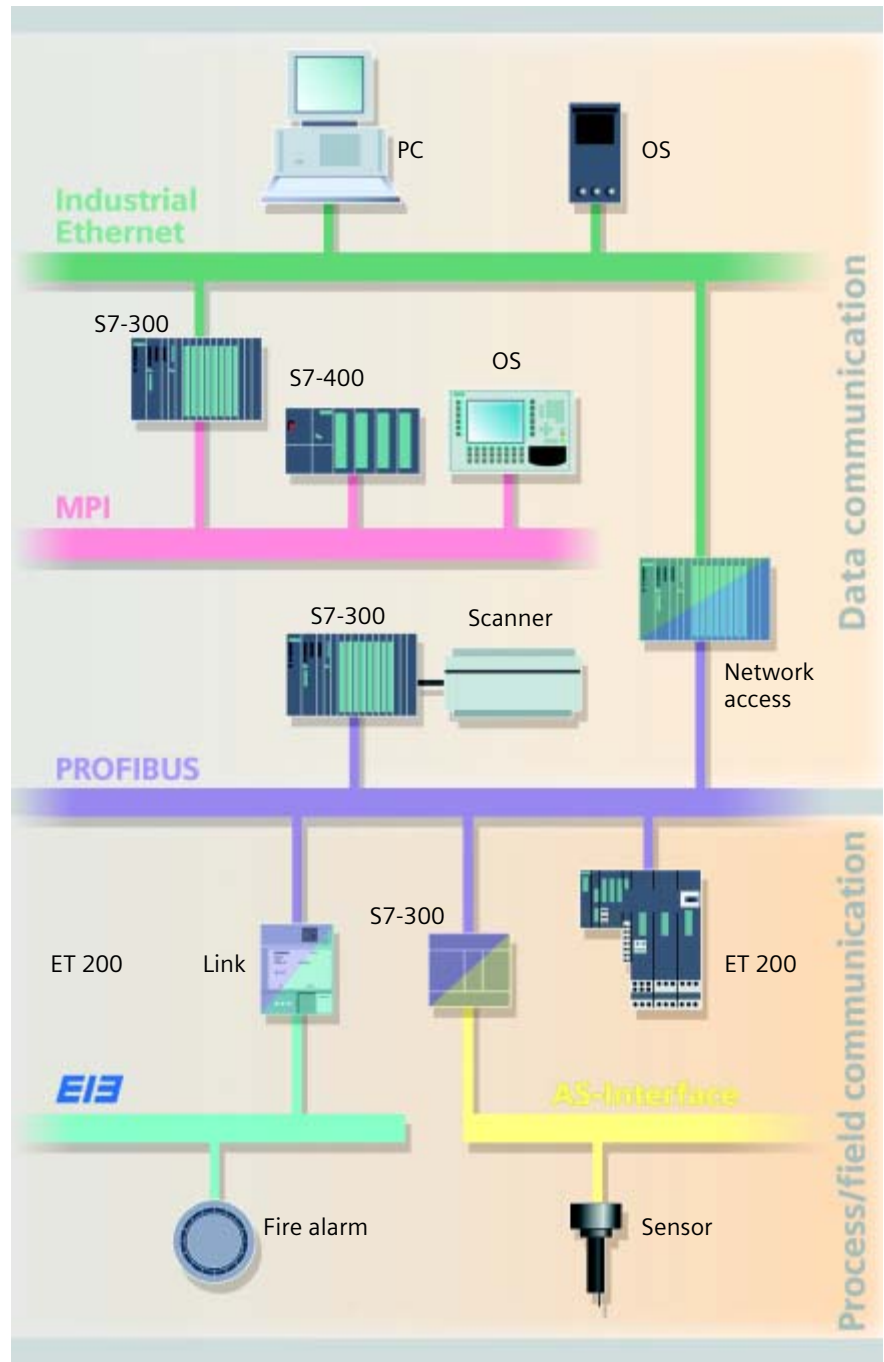 PC
OS
Industrial
Ethernet
S7-300
S7-400
OS
MPI
Data communication
S7-300
Scanner
Network
access
PROFIBUS
S7-300
ET 200
Link
ET 200
EIB
AS-Interface
Process/field communication
Fire alarm
Sensor